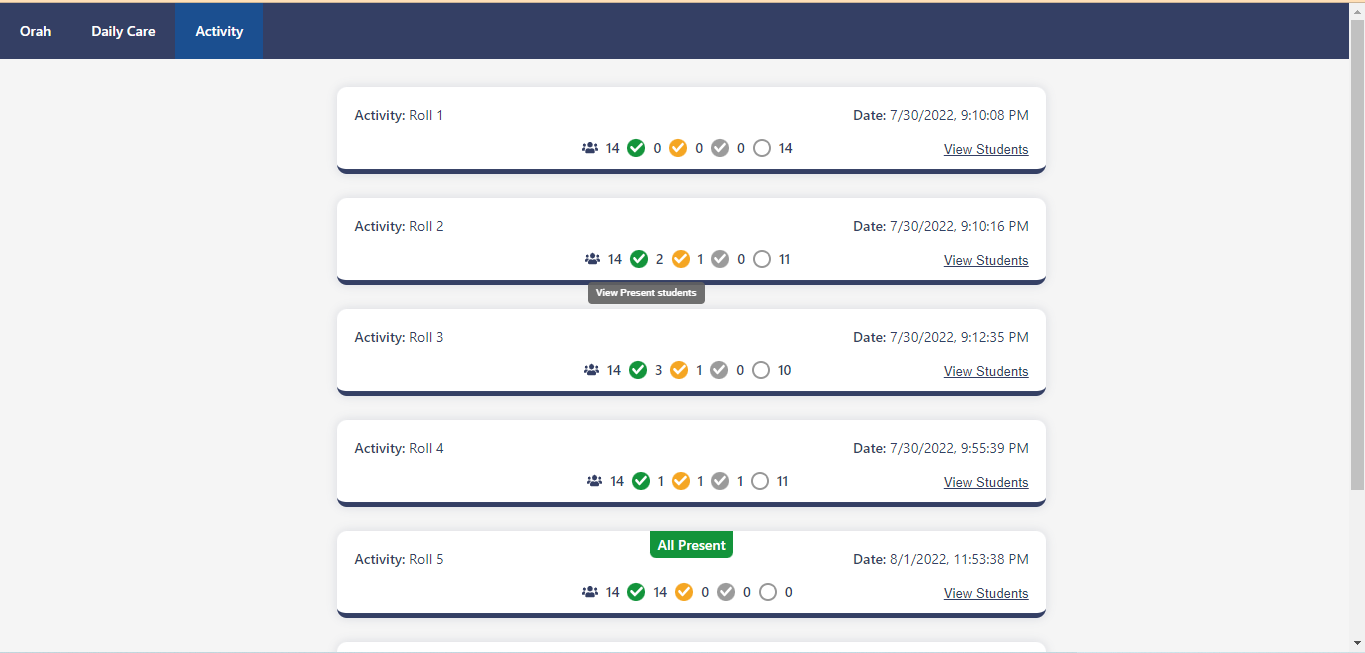 Orah Daily Care Activity
Activity: Roll 1 Date: 7/30/2022, 9:10:08 PM
14 0 0 0 14 View Students
Activity: Roll 2 Date: 7/30/2022, 9:10:16 PM
14 2 1 0 11 View Students
View Present students
Activity: Roll 3 Date: 7/30/2022, 9:12:35 PM
14 3 1 0 10 View Students
Activity: Roll 4 Date: 7/30/2022, 9:55:39 PM
14 1 1 1 11 View Students
All Present
Activity: Roll 5 Date: 8/1/2022, 11:53:38 PM
14 14 0 0 0 View Students